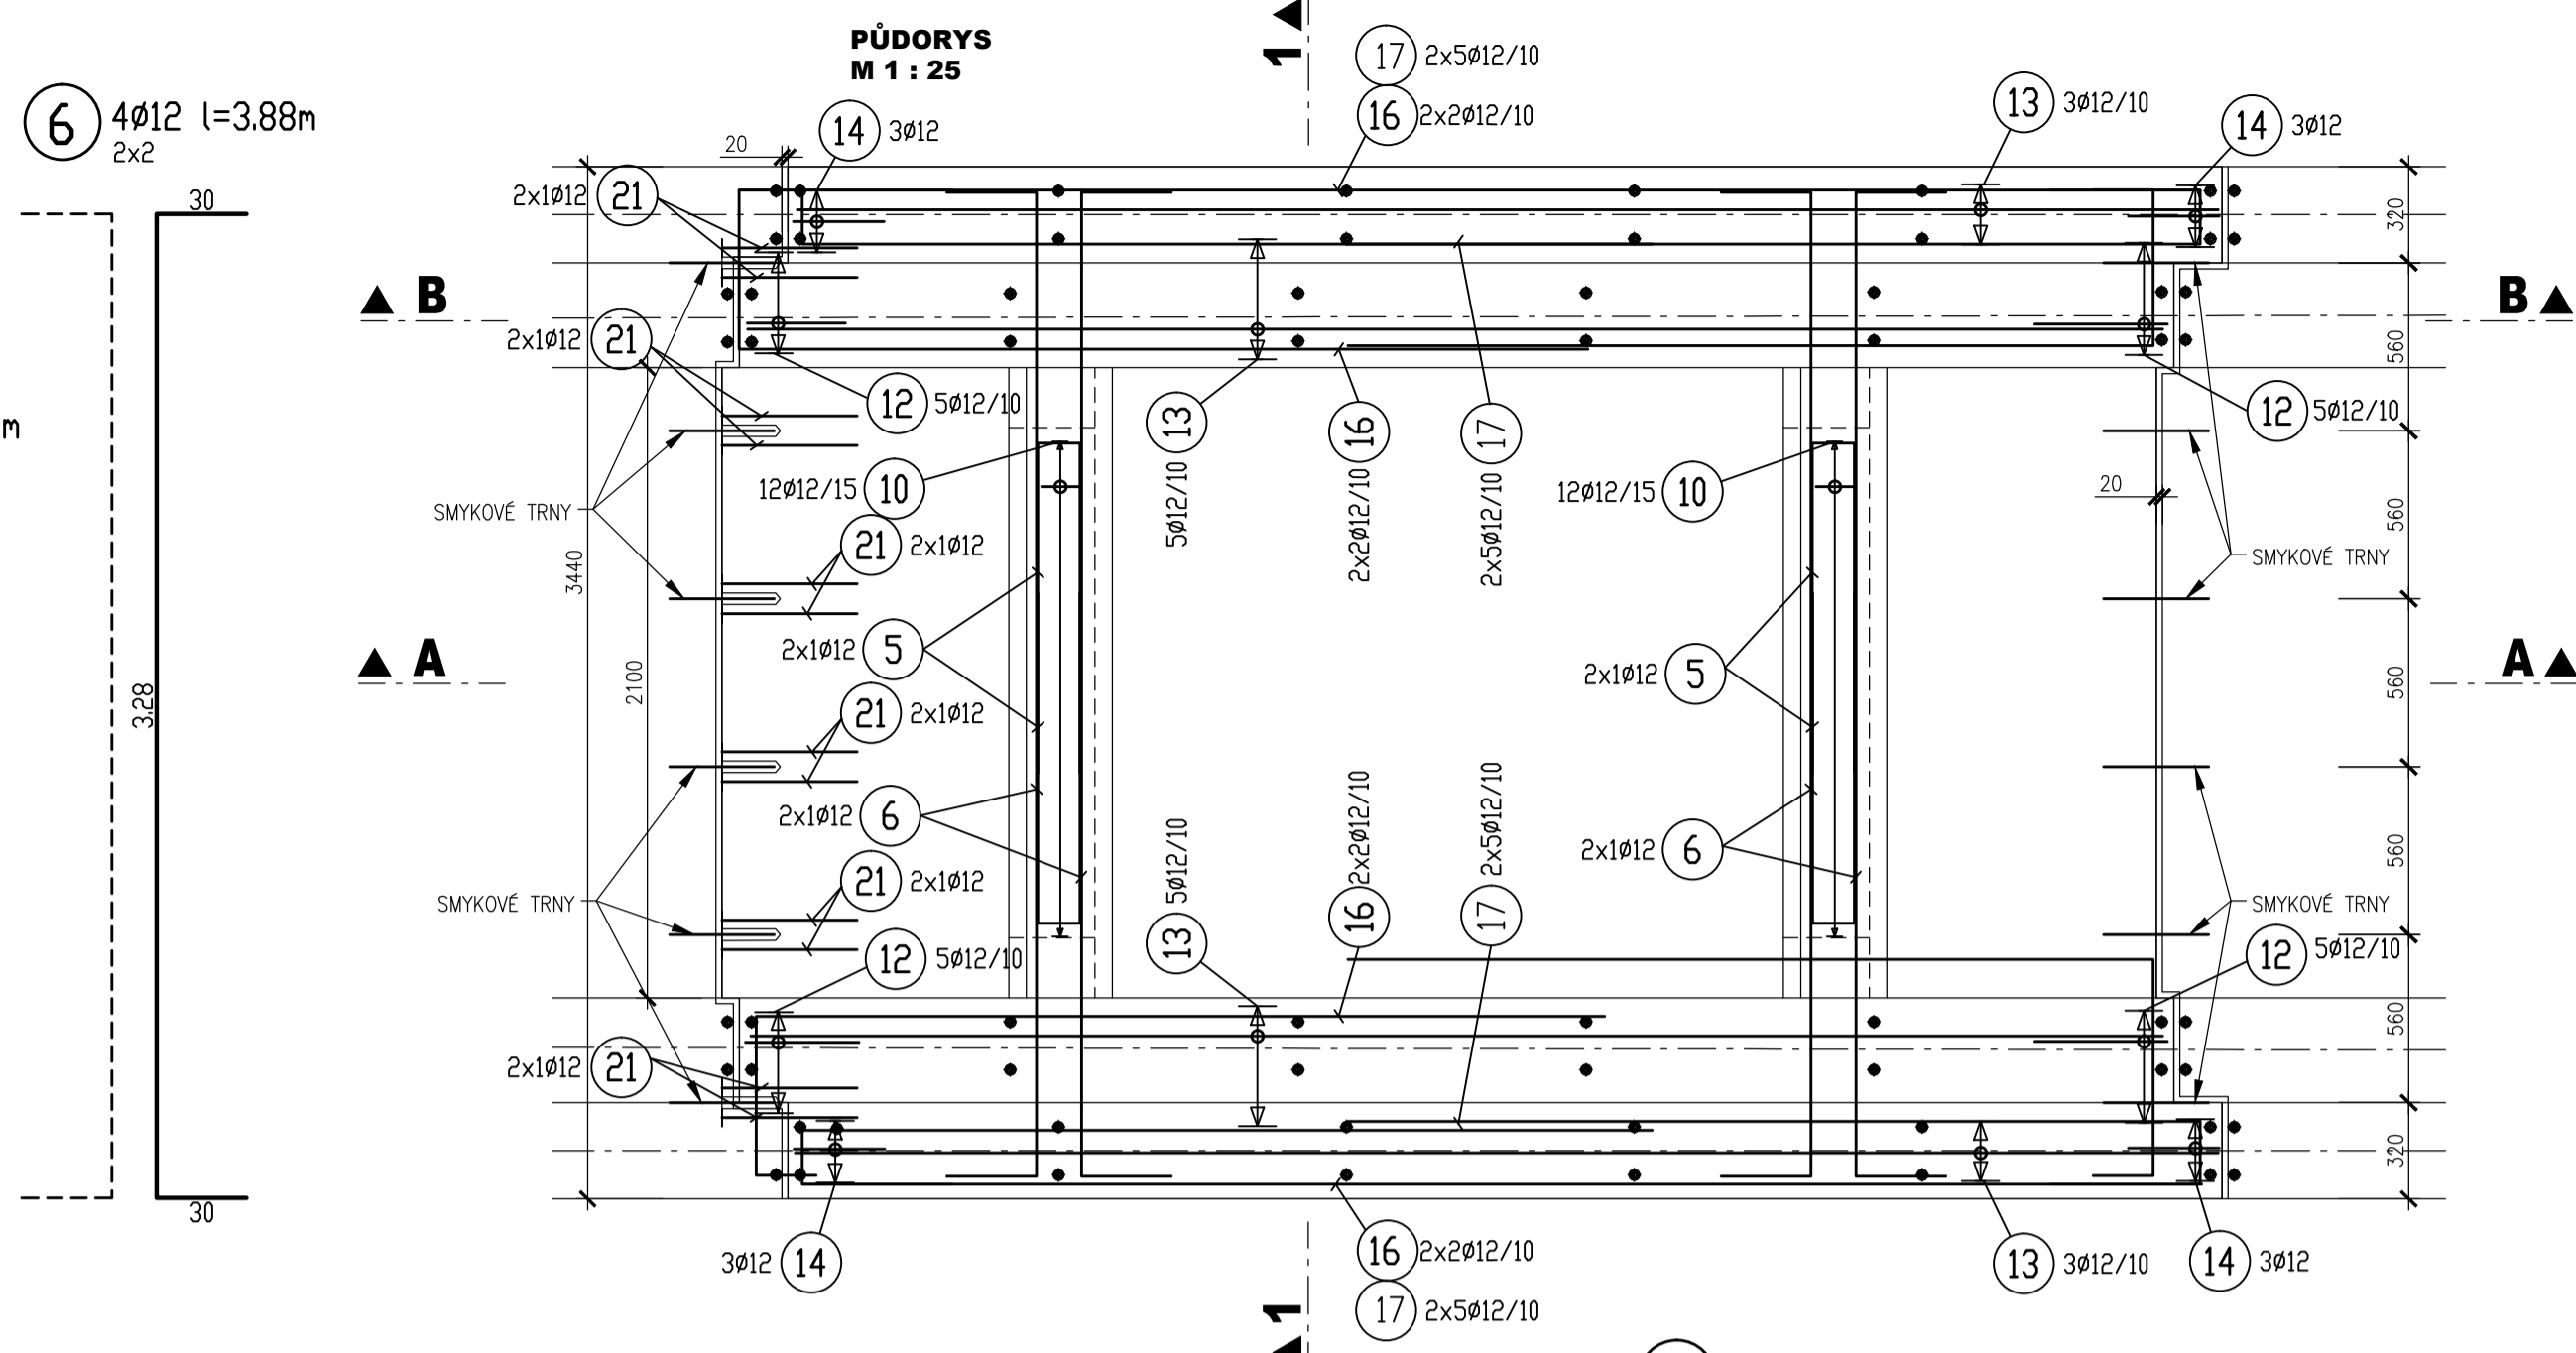 PŮDORYS
M 1 : 25
1
17 2x5ø12/10
16 2x2ø12/10
13 3ø12/10
14 3ø12
6 4ø12 l=3.88m
2x2
20
14 3ø12
30
2x1ø12 21
320
B
B
2x1ø12 21
560
12 5ø12/10
13 5ø12/10
16 2x2ø12/10
17 2x5ø12/10
12 5ø12/10
m
12ø12/15 10
12ø12/15 10
20
SMYKOVÉ TRNY
560
21 2x1ø12
SMYKOVÉ TRNY
3440
2x1ø12 5
2x1ø12 5
A
A
2100
560
3.28
21 2x1ø12
2x1ø12 6
2x1ø12 6
560
21 2x1ø12
SMYKOVÉ TRNY
SMYKOVÉ TRNY
12 5ø12/10
13 5ø12/10
16 2x2ø12/10
17 2x5ø12/10
12 5ø12/10
560
2x1ø12 21
320
30
3ø12 14
16 2x2ø12/10
17 2x5ø12/10
13 3ø12/10
14 3ø12
1